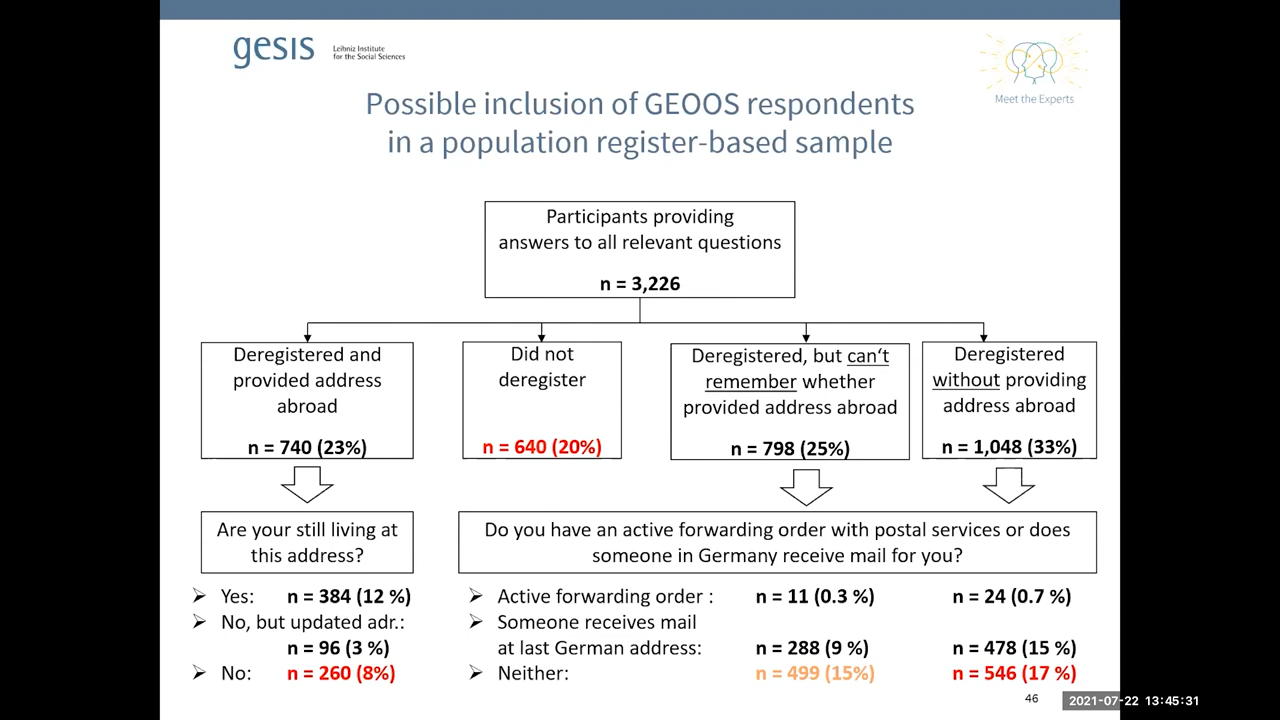 gesis
Leibniz Institute
for the Social Sciences
Meet the Experts
Possible inclusion of GEOOS respondents
in a population register-based sample
Participants providing
answers to all relevant questions
n = 3,226
Deregistered and
provided address
abroad
n = 740 (23%)
Did not
deregister
n = 640 (20%)
Deregistered, but can‘t
remember whether
provided address abroad
n = 798 (25%)
Deregistered
without providing
address abroad
n = 1,048 (33%)
Are your still living at
this address?
Do you have an active forwarding order with postal services or does
someone in Germany receive mail for you?
Yes: n = 384 (12 %)
No, but updated adr.:
n = 96 (3 %)
No: n = 260 (8%)
Active forwarding order : n = 11 (0.3 %) n = 24 (0.7 %)
Someone receives mail
at last German address: n = 288 (9 %) n = 478 (15 %)
Neither: n = 499 (15%) n = 546 (17 %)
46
2021-07-22 13:45:31